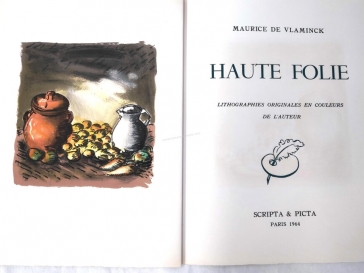 MAURICE DE VLAMINCK
HAUTE FOLIE
LITHOGRAPHIES ORIGINALES EN COULEURS
DE L'AUTEUR
SCRIPTA & PICTA
PARIS 1964